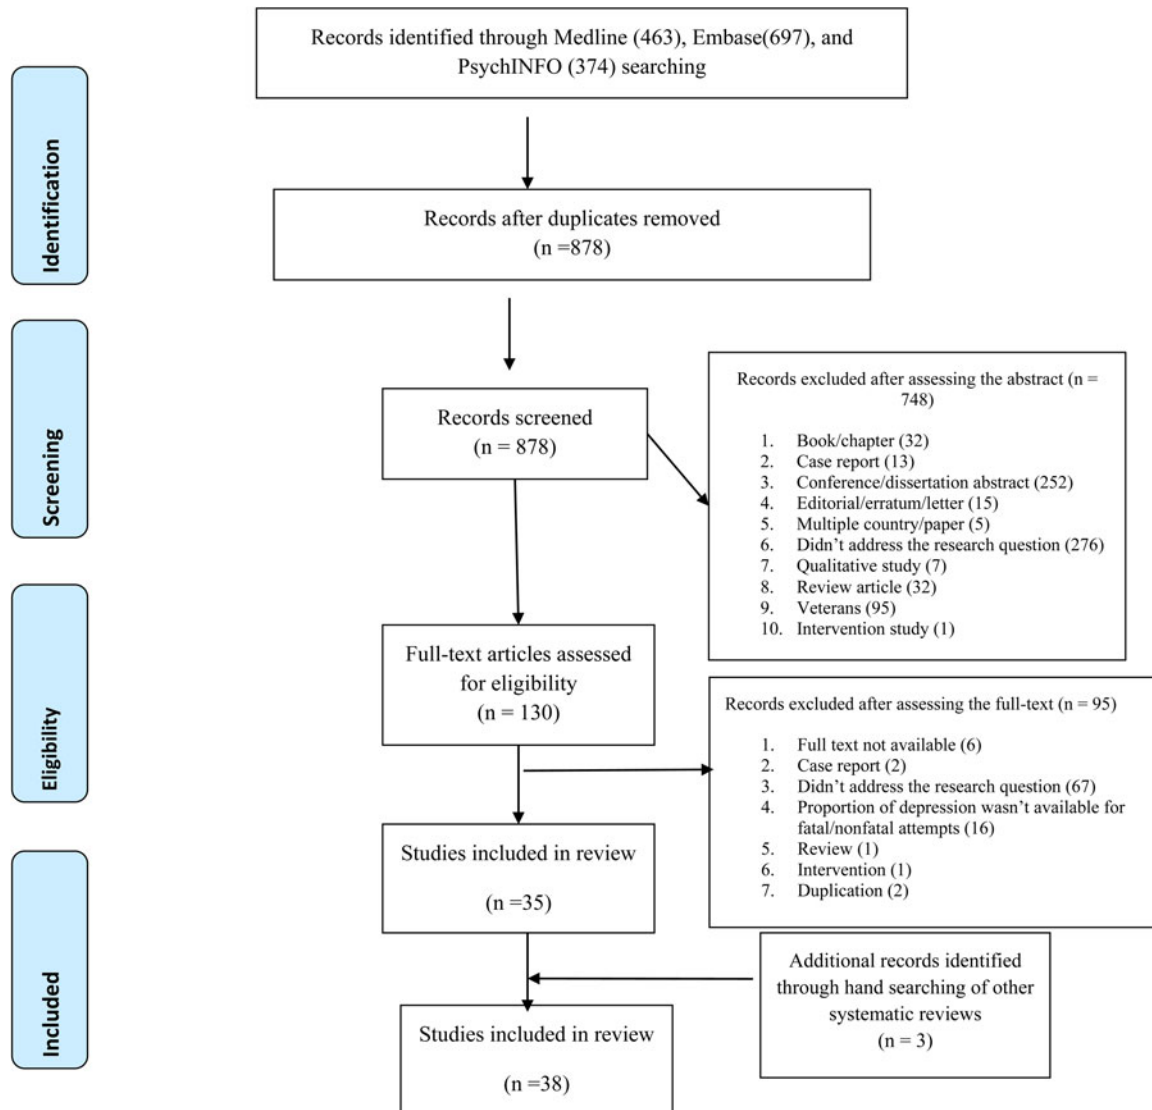 Records identified through Medline (463), Embase(697), and
PsychINFO (374) searching
Identification
Records after duplicates removed
(n =878)
Screening
Records screened
(n = 878)
Records excluded after assessing the abstract (n =
748)
1. Book/chapter (32)
2. Case report (13)
3. Conference/dissertation abstract (252)
4. Editorial/erratum/letter (15)
5. Multiple country/paper (5)
6. Didn’t address the research question (276)
7. Qualitative study (7)
8. Review article (32)
9. Veterans (95)
10. Intervention study (1)
Eligibility
Full-text articles assessed
for eligibility
(n = 130)
Records excluded after assessing the full-text (n = 95)
1. Full text not available (6)
2. Case report (2)
3. Didn’t address the research question (67)
4. Proportion of depression wasn’t available for
fatal/nonfatal attempts (16)
5. Review (1)
6. Intervention (1)
7. Duplication (2)
Included
Studies included in review
(n =35)
Additional records identified
through hand searching of other
systematic reviews
(n = 3)
Studies included in review
(n =38)